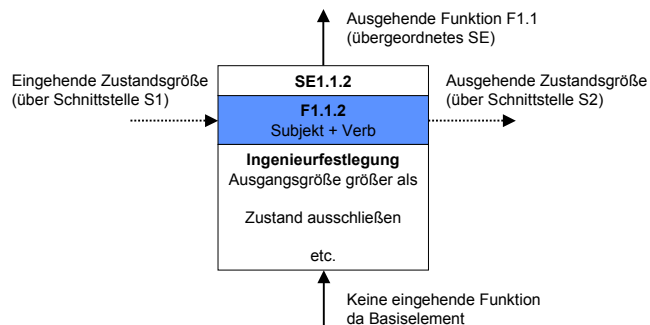 Ausgehende Funktion F1.1
(übergeordnetes SE)
Eingehende Zustandsgröße
(über Schnittstelle S1)
SE1.1.2
Ausgehende Zustandsgröße
(über Schnittstelle S2)
F1.1.2
Subjekt + Verb
Ingenieurfestlegung
Ausgangsgröße größer als
Zustand ausschließen
etc.
Keine eingehende Funktion
da Basiselement